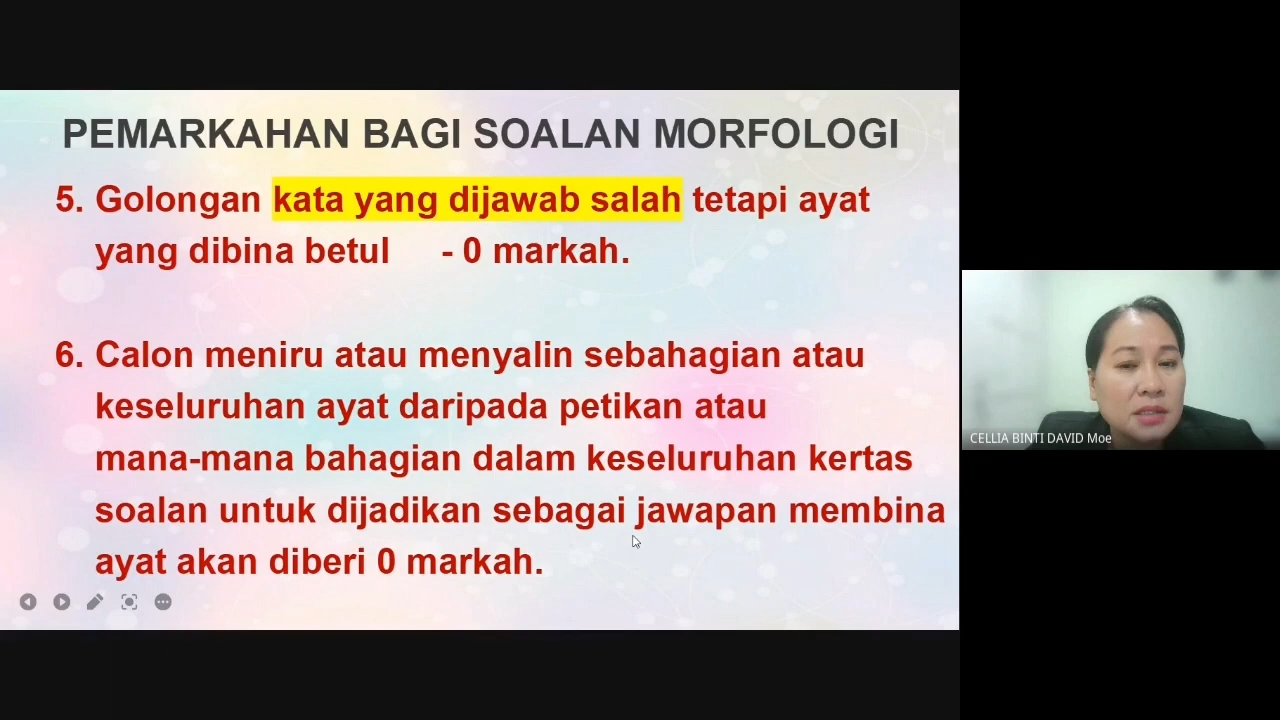 PEMARKAHAN BAGI SOALAN MORFOLOGI
5. Golongan kata yang dijawab salah tetapi ayat
yang dibina betul - 0 markah.
6. Calon meniru atau menyalin sebahagian atau
keseluruhan ayat daripada petikan atau
mana-mana bahagian dalam keseluruhan kertas
soalan untuk dijadikan sebagai jawapan membina
ayat akan diberi 0 markah.
CELLIA BINTI DAVID Moe